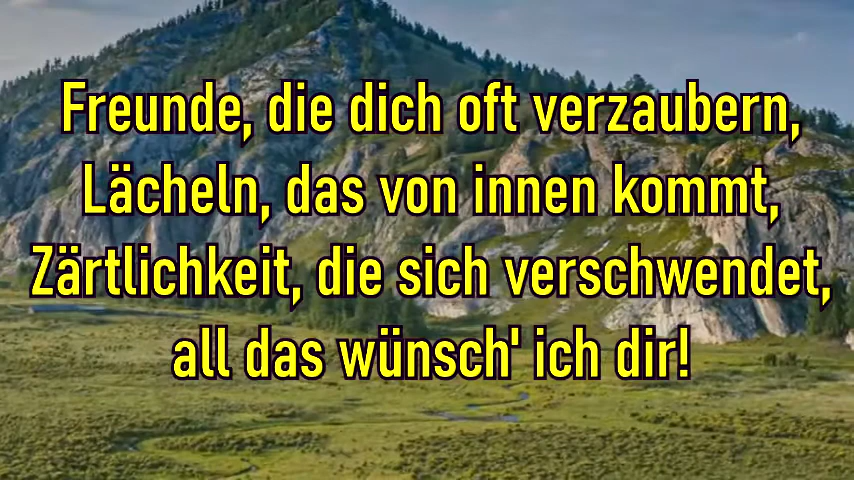 Freunde, die dich oft verzaubern,
Lächeln, das von innen kommt,
Zärtlichkeit, die sich verschwendet,
all das wünsch' ich dir!